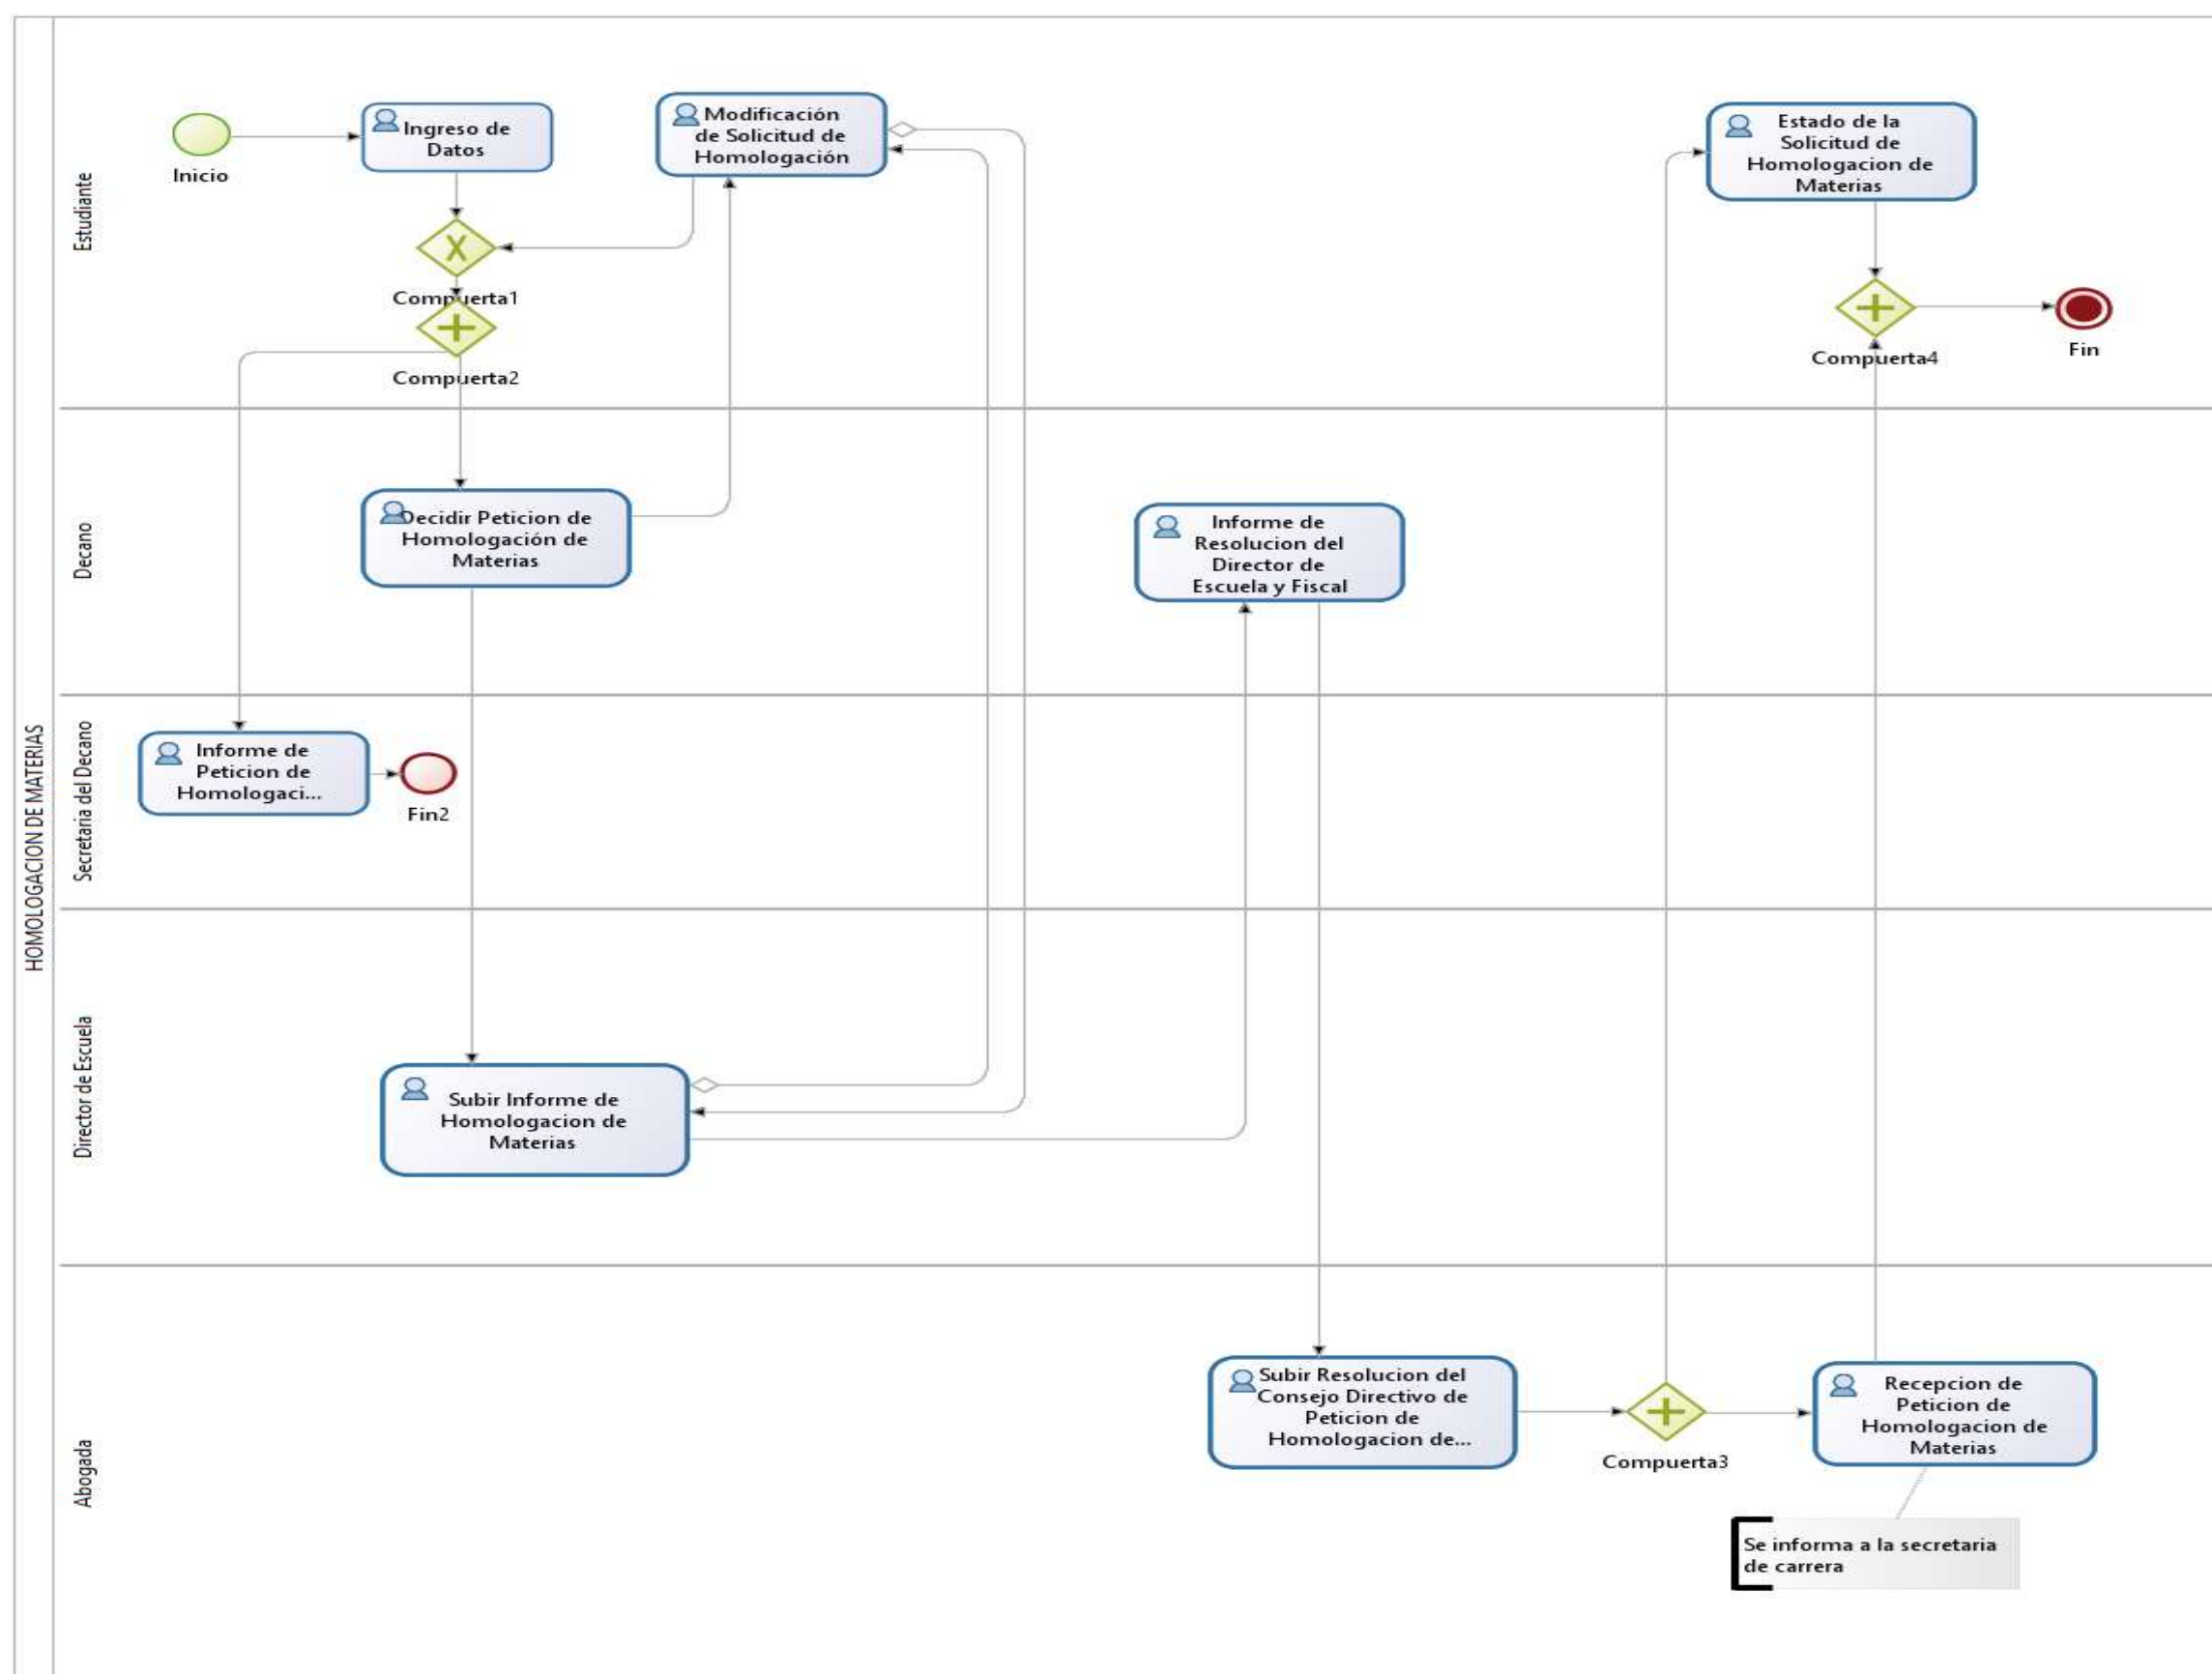 HOMOLOGACION DE MATERIAS
Estudiante
Inicio
Ingreso de
Datos
Modificación
de Solicitud de
Homologación
Compuerta1
Compuerta2
Estado de la
Solicitud de
Homologacion de
Materias
Compuerta4
Fin
Decano
Decidir Peticion de
Homologación de
Materias
Informe de
Resolucion del
Director de
Escuela y Fiscal
Secretaria del Decano
Informe de
Peticion de
Homologaci...
Fin2
Director de Escuela
Subir Informe de
Homologacion de
Materias
Abogada
Subir Resolucion del
Consejo Directivo de
Peticion de
Homologacion de...
Compuerta3
Recepcion de
Peticion de
Homologacion de
Materias
Se informa a la secretaria
de carrera